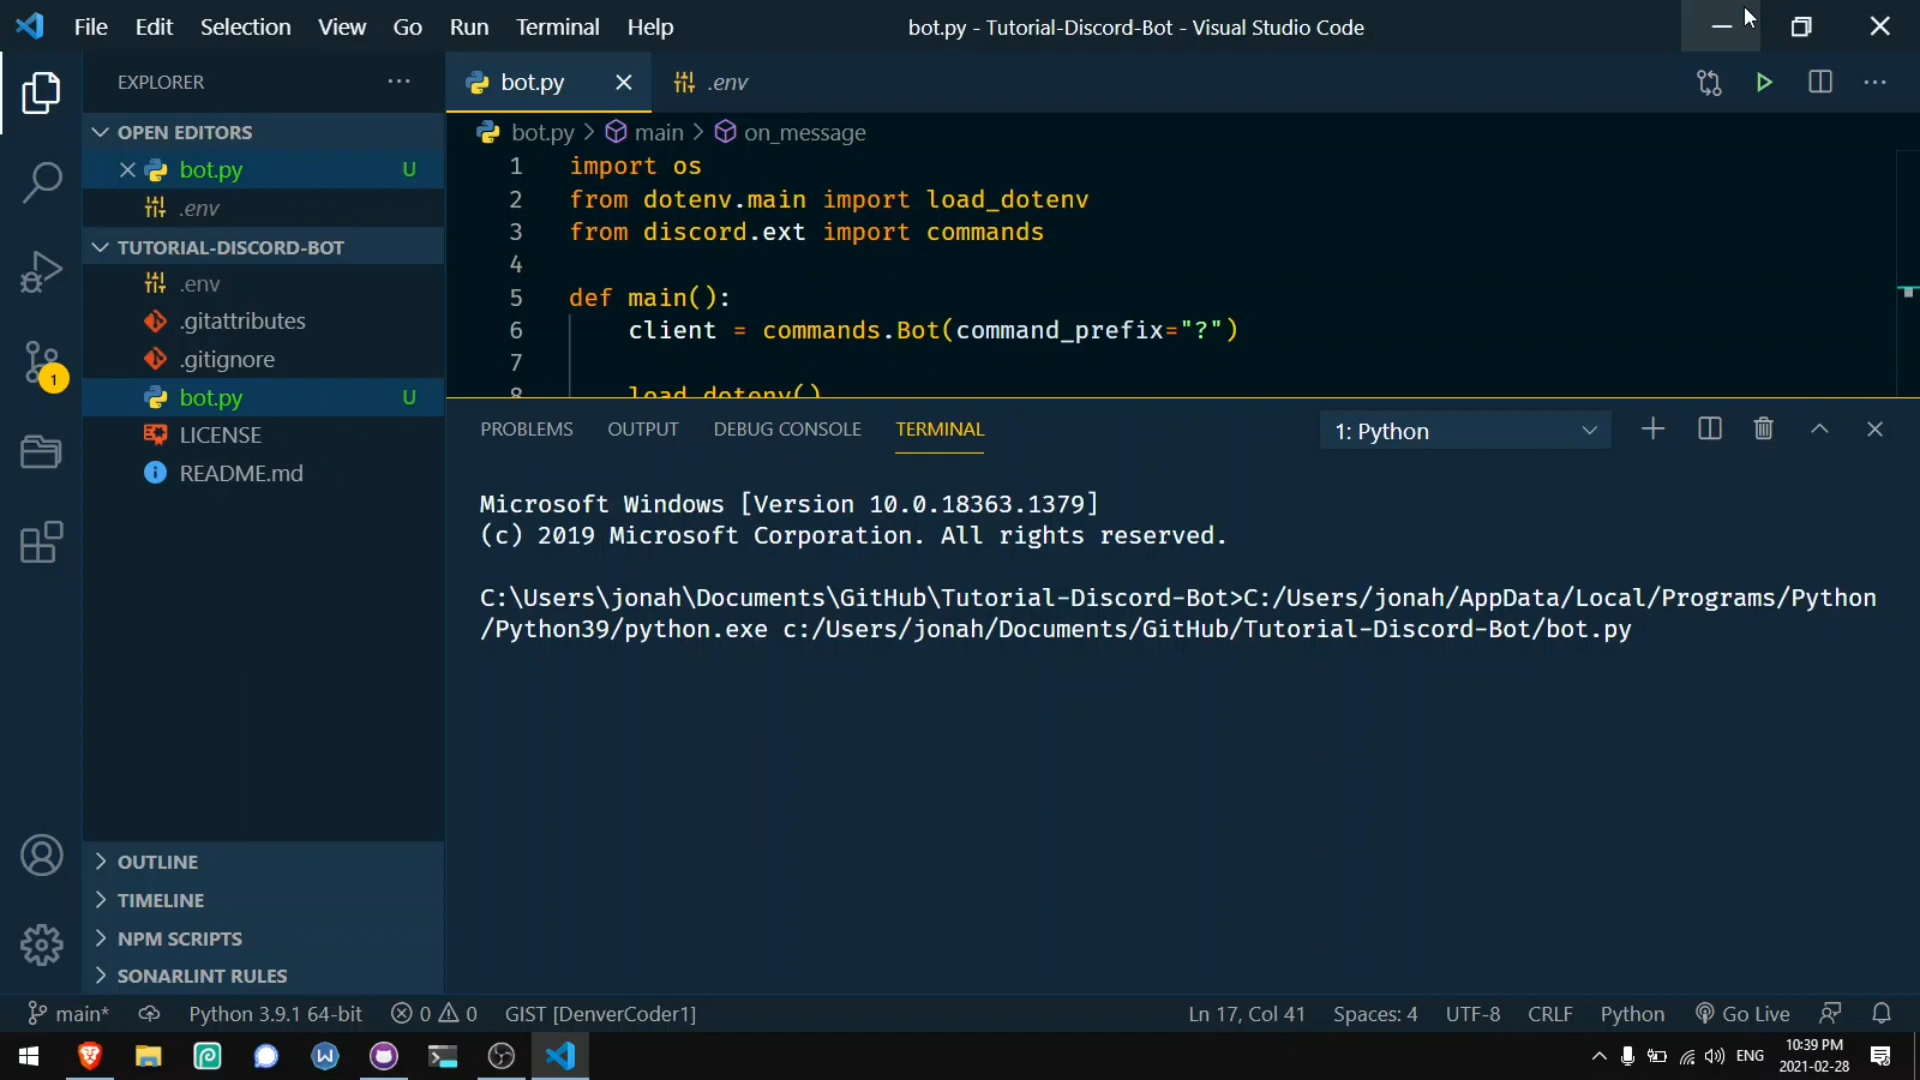 File Edit Selection View Go Run Terminal Help
bot.py - Tutorial-Discord-Bot - Visual Studio Code
EXPLORER
OPEN EDITORS
bot.py U
.env
TUTORIAL-DISCORD-BOT
.env
.gitattributes
.gitignore
bot.py U
LICENSE
README.md
1
OUTLINE
TIMELINE
NPM SCRIPTS
SONARLINT RULES
bot.py .env
bot.py > main > on_message
1 import os
2 from dotenv.main import load_dotenv
3 from discord.ext import commands
4
5 def main():
6 client = commands.Bot(command_prefix="?")
7
8 load_dotenv()
PROBLEMS OUTPUT DEBUG CONSOLE TERMINAL 1: Python
Microsoft Windows [Version 10.0.18363.1379]
(c) 2019 Microsoft Corporation. All rights reserved.
C:\Users\jonah\Documents\GitHub\Tutorial-Discord-Bot>C:/Users/jonah/AppData/Local/Programs/Python
/Python39/python.exe c:/Users/jonah/Documents/GitHub/Tutorial-Discord-Bot/bot.py
main* Python 3.9.1 64-bit 0 0 GIST [DenverCoder1] Ln 17, Col 41 Spaces: 4 UTF-8 CRLF Python Go Live
ENG
10:39 PM
2021-02-28